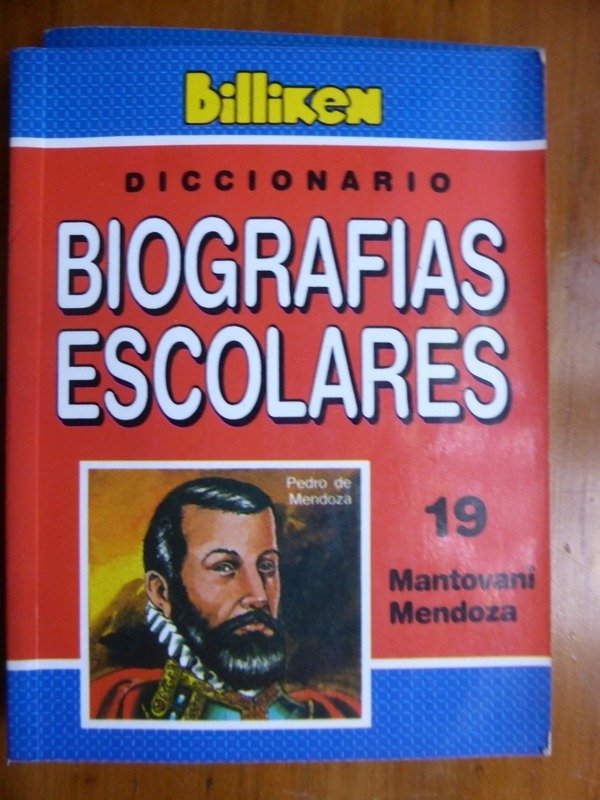 Billiken
DICCIONARIO
BIOGRAFIAS
ESCOLARES
Pedro de
Mendoza
19
Mantovani
Mendoza